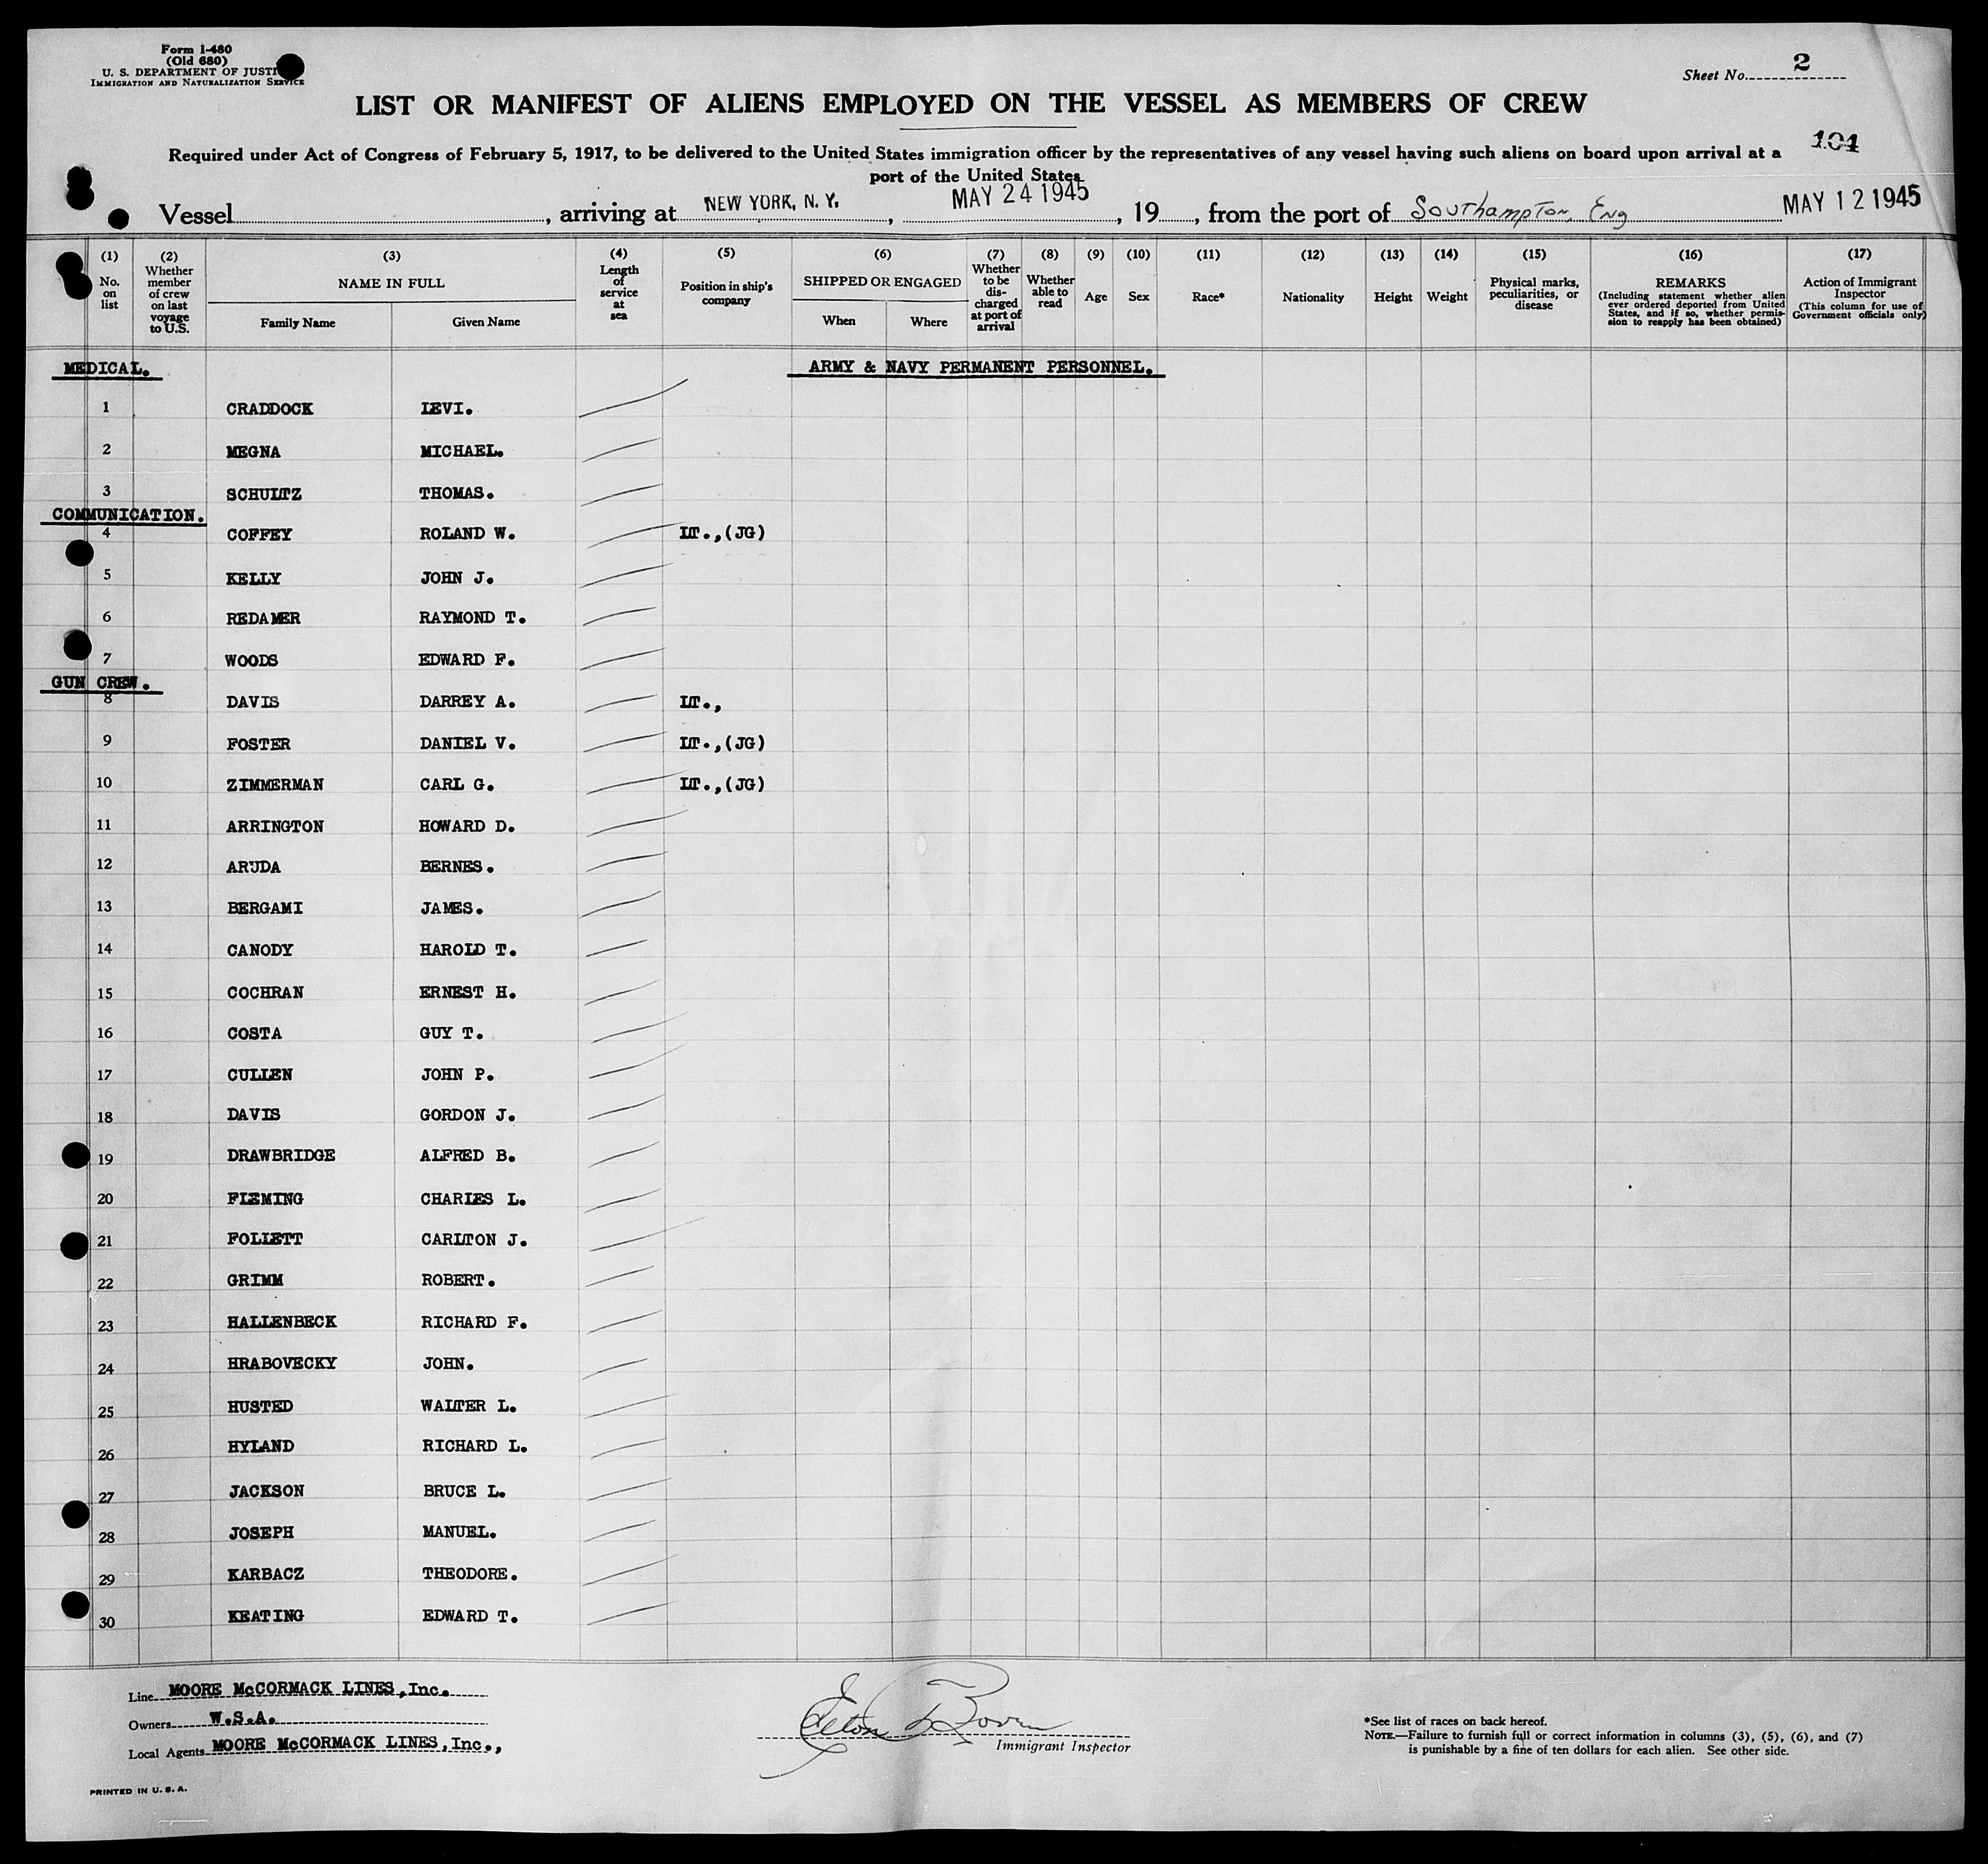 Form I-480
(Old 680)
U. S. DEPARTMENT OF JUSTI
IMMIGRATION AND NATURALIZATION SERVICE
Sheet No. 2
LIST OR MANIFEST OF ALIENS EMPLOYED ON THE VESSEL AS MEMBERS OF CREW
101
Required under Act of Congress of February 5, 1917, to be delivered to the United States immigration officer by the representatives of any vessel having such aliens on board upon arrival at a
port of the United States
Vessel , arriving at NEW YORK, N. Y. , MAY 24 1945 , 19 , from the port of Southampton, Eng MAY 12 1945
(1) No. on list
(2) Whether member of crew on last voyage to U.S.
(3) NAME IN FULL
Family Name Given Name
(4) Length of service at sea
(5) Position in ship's company
(6) SHIPPED OR ENGAGED
When Where
(7) Whether to be dis-charged at port of arrival
(8) Whether able to read
(9) Age
(10) Sex
(11) Race*
(12) Nationality
(13) Height
(14) Weight
(15) Physical marks, peculiarities, or disease
(16) REMARKS
(Including statement whether alien ever ordered deported from United States, and if so, whether permis-sion to reapply has been obtained)
(17) Action of Immigrant Inspector
(This column for use of Government officials only)
MEDICAL. ARMY & NAVY PERMANENT PERSONNEL.
1 CRADDOCK LEVI.
2 MEGNA MICHAEL.
3 SCHULTZ THOMAS.
COMMUNICATION.
4 COFFEY ROLAND W. LT.,(JG)
5 KELLY JOHN J.
6 REDAMER RAYMOND T.
7 WOODS EDWARD F.
GUN CREW.
8 DAVIS DARREY A. LT.,
9 FOSTER DANIEL V. LT.,(JG)
10 ZIMMERMAN CARL G. LT.,(JG)
11 ARRINGTON HOWARD D.
12 ARUDA BERNES.
13 BERGAMI JAMES.
14 CANODY HAROLD T.
15 COCHRAN ERNEST H.
16 COSTA GUY T.
17 CULLEN JOHN P.
18 DAVIS GORDON J.
19 DRAWBRIDGE ALFRED B.
20 FLEMING CHARLES L.
21 FOLLETT CARLTON J.
22 GRIMM ROBERT.
23 HALLENBECK RICHARD F.
24 HRABOVECKY JOHN.
25 HUSTED WALTER L.
26 HYLAND RICHARD L.
27 JACKSON BRUCE L.
28 JOSEPH MANUEL.
29 KARBACZ THEODORE.
30 KEATING EDWARD T.
Line MOORE McCORMACK LINES,Inc.
Owners W.S.A.
Local Agents MOORE McCORMACK LINES,Inc.,
Immigrant Inspector
*See list of races on back hereof.
NOTE.—Failure to furnish full or correct information in columns (3), (5), (6), and (7)
is punishable by a fine of ten dollars for each alien. See other side.
PRINTED IN U. S. A.